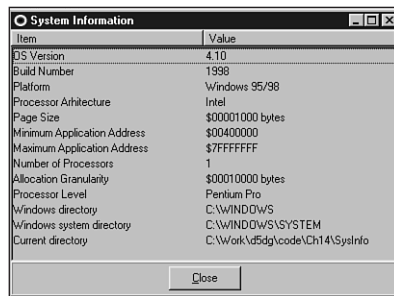 System Information
Item Value
OS Version 4.10
Build Number 1998
Platform Windows 95/98
Processor Arhitecture Intel
Page Size $00001000 bytes
Minimum Application Address $00400000
Maximum Application Address $7FFFFFFF
Number of Processors 1
Allocation Granularity $00010000 bytes
Processor Level Pentium Pro
Windows directory C:\WINDOWS
Windows system directory C:\WINDOWS\SYSTEM
Current directory C:\Work\d5dg\code\Ch14\SysInfo
Close